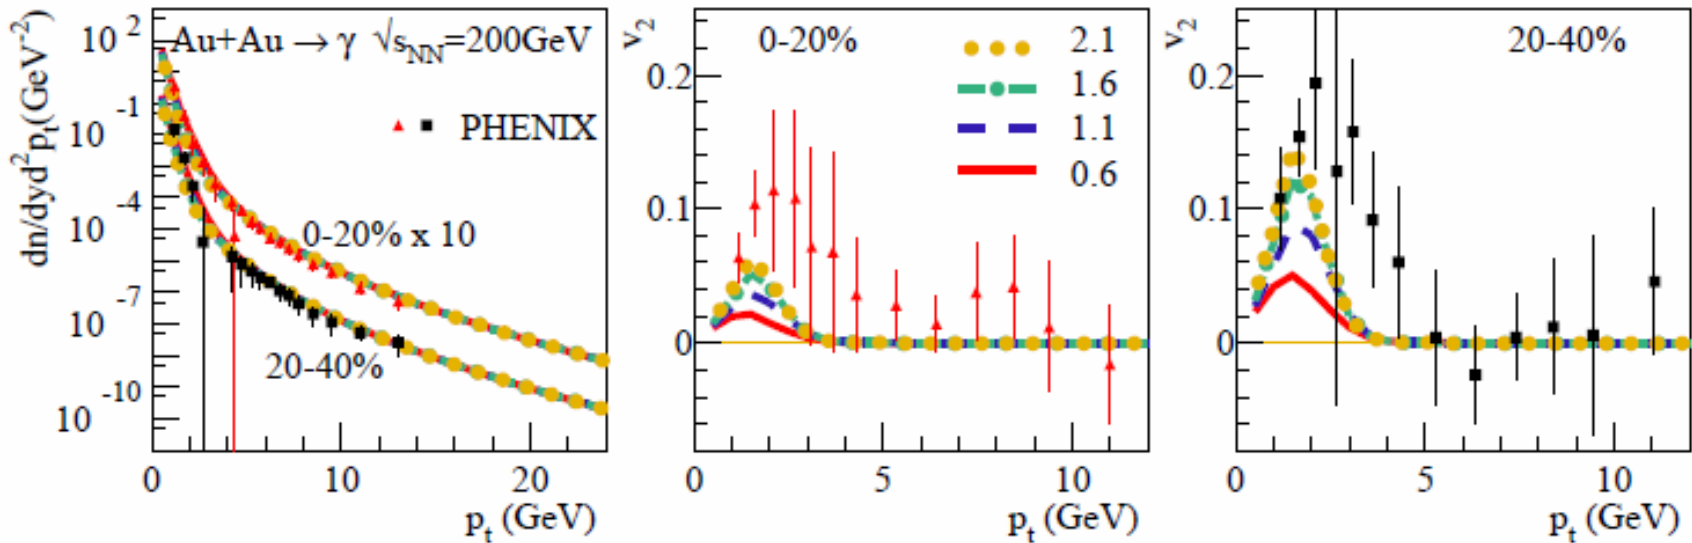 dn/dyd²pₜ(GeV⁻²)
10 ²
10 -1
10 -4
10 -7
10 -10
Au+Au → γ √sNN=200GeV
PHENIX
0-20% x 10
20-40%
0 10 20
pₜ (GeV)
v₂
0.2
0.1
0
0-20%
2.1
1.6
1.1
0.6
0 5 10
pₜ (GeV)
v₂
0.2
0.1
0
20-40%
0 5 10
pₜ (GeV)